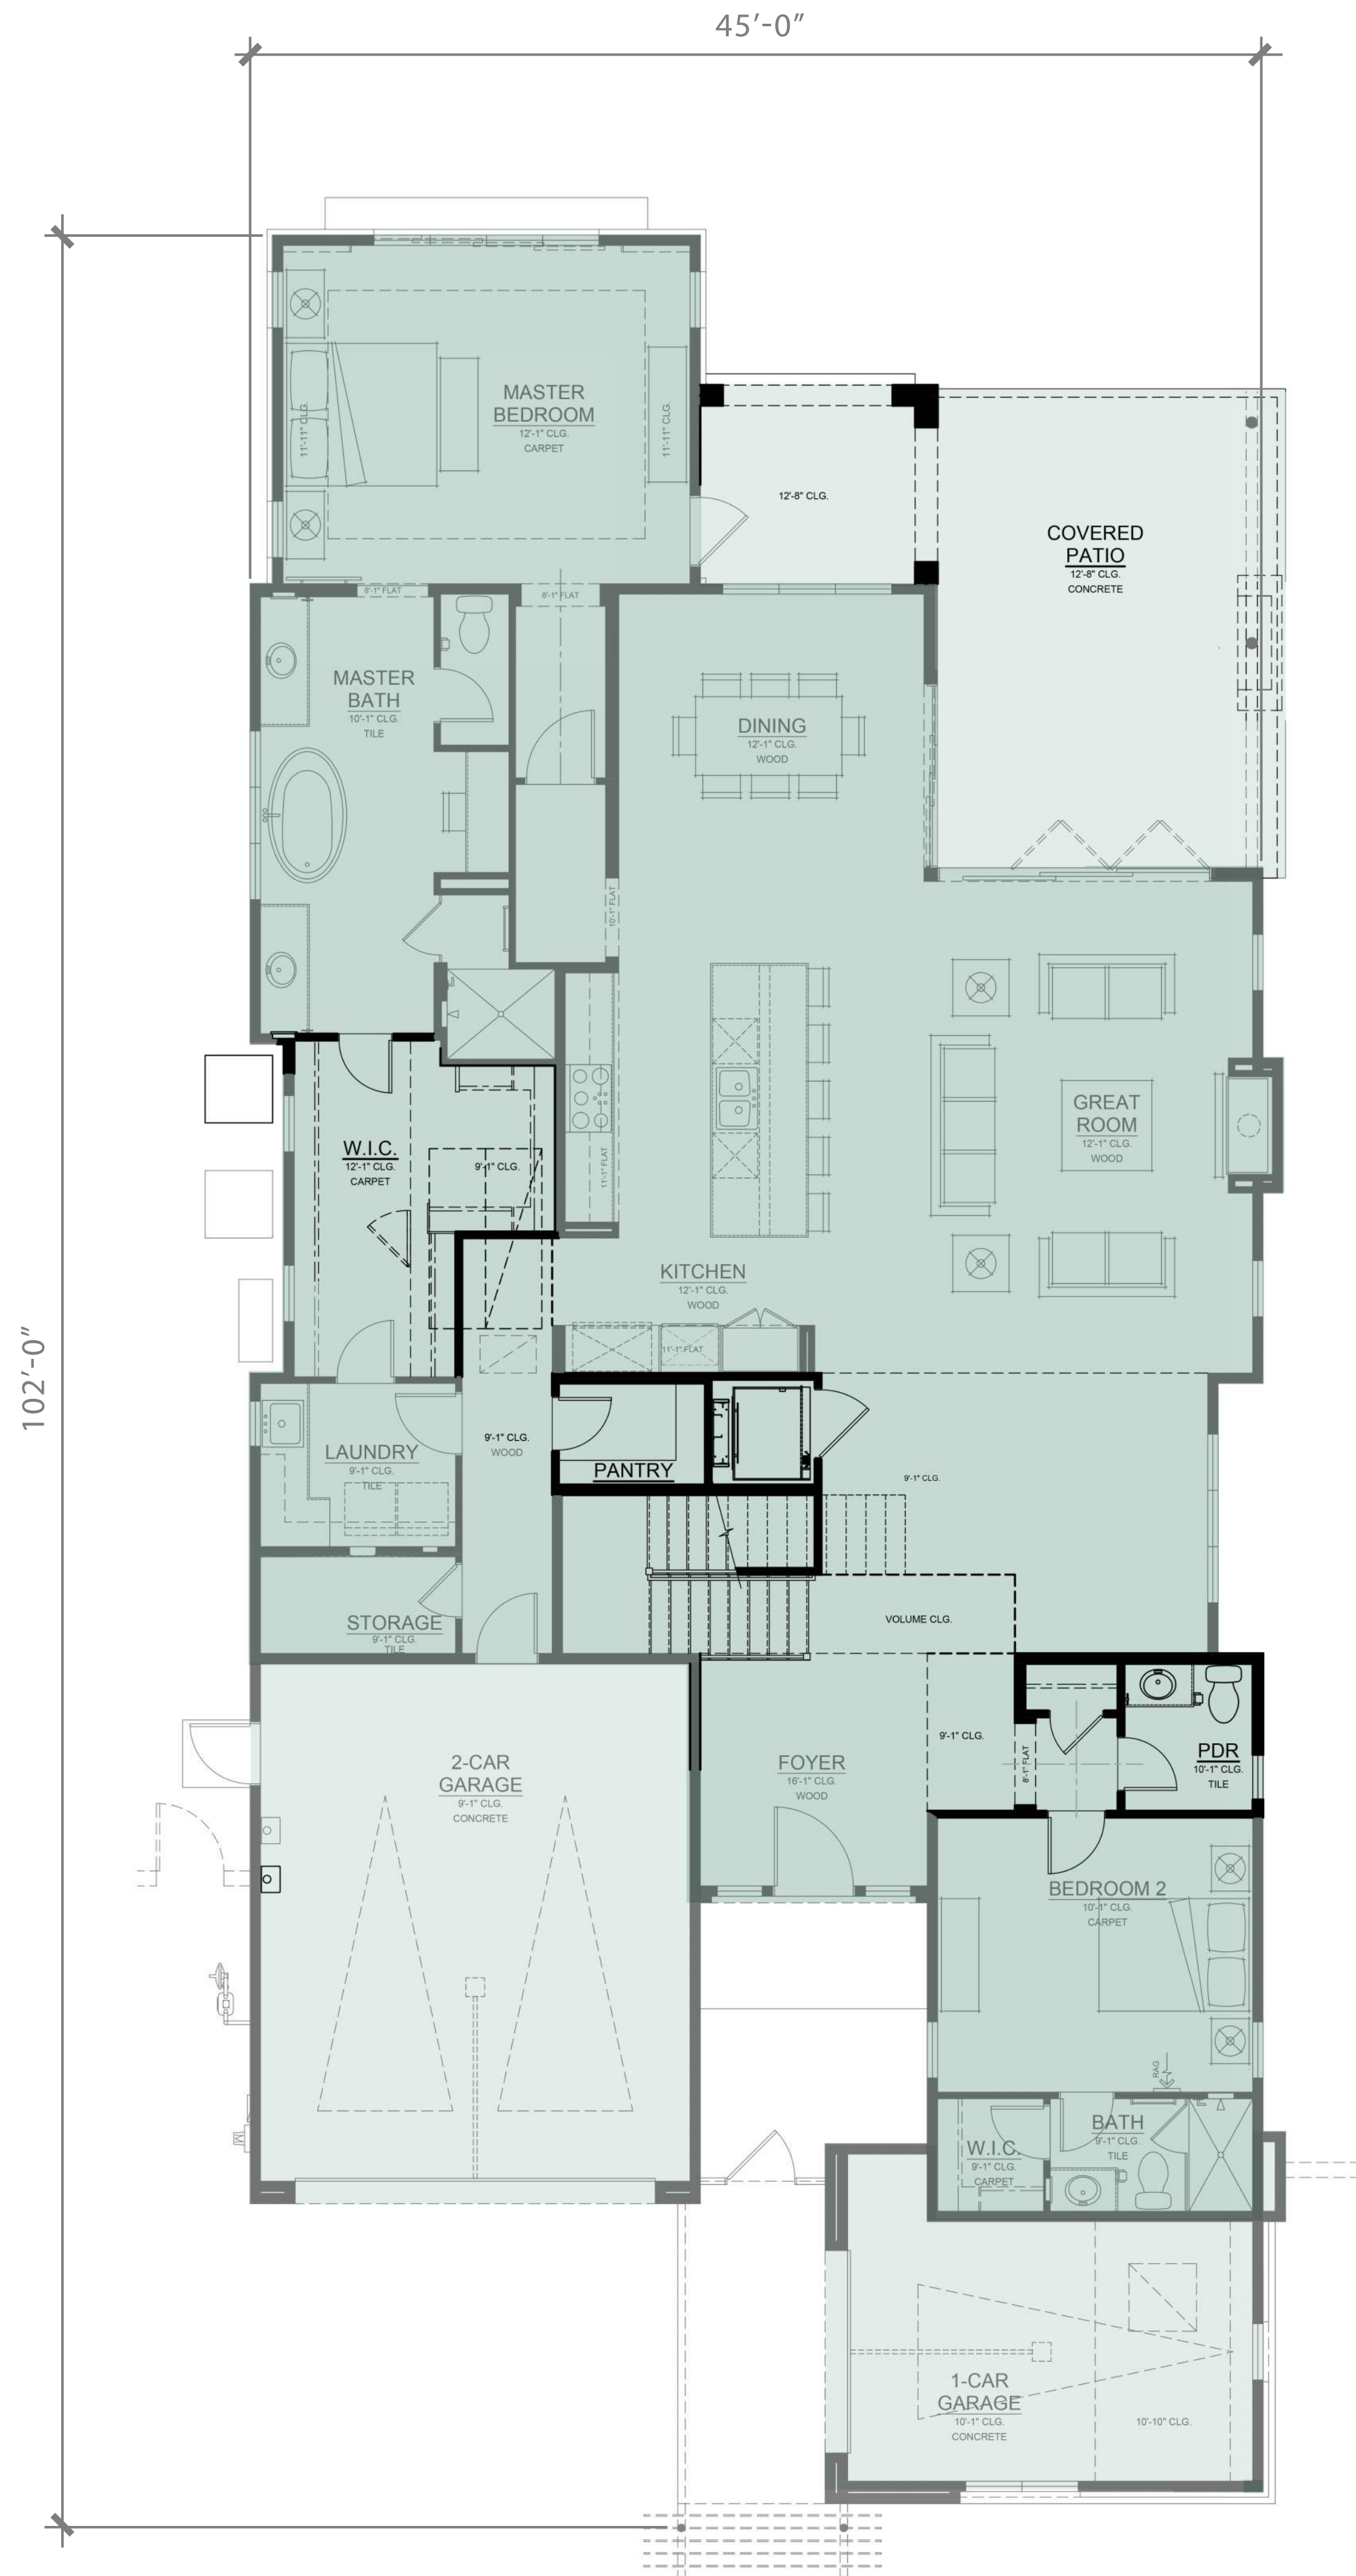 45'-0"
102'-0"
MASTER
BEDROOM
12'-1" CLG.
CARPET
11'-11" CLG.
11'-11" CLG.
12'-8" CLG.
COVERED
PATIO
12'-8" CLG.
CONCRETE
8'-1" FLAT
8'-1" FLAT
MASTER
BATH
10'-1" CLG.
TILE
DINING
12'-1" CLG.
WOOD
10'-1" FLAT
GREAT
ROOM
12'-1" CLG.
WOOD
W.I.C.
12'-1" CLG.
CARPET
9'-1" CLG.
11'-1" FLAT
KITCHEN
12'-1" CLG.
WOOD
11'-1" FLAT
LAUNDRY
9'-1" CLG.
TILE
9'-1" CLG.
WOOD
PANTRY
9'-1" CLG.
STORAGE
9'-1" CLG.
TILE
VOLUME CLG.
2-CAR
GARAGE
9'-1" CLG.
CONCRETE
FOYER
16'-1" CLG.
WOOD
9'-1" CLG.
8'-1" FLAT
PDR
10'-1" CLG.
TILE
BEDROOM 2
10'-1" CLG.
CARPET
RAG
M
W.I.C.
9'-1" CLG.
CARPET
BATH
9'-1" CLG.
TILE
1-CAR
GARAGE
10'-1" CLG.
CONCRETE
10'-10" CLG.